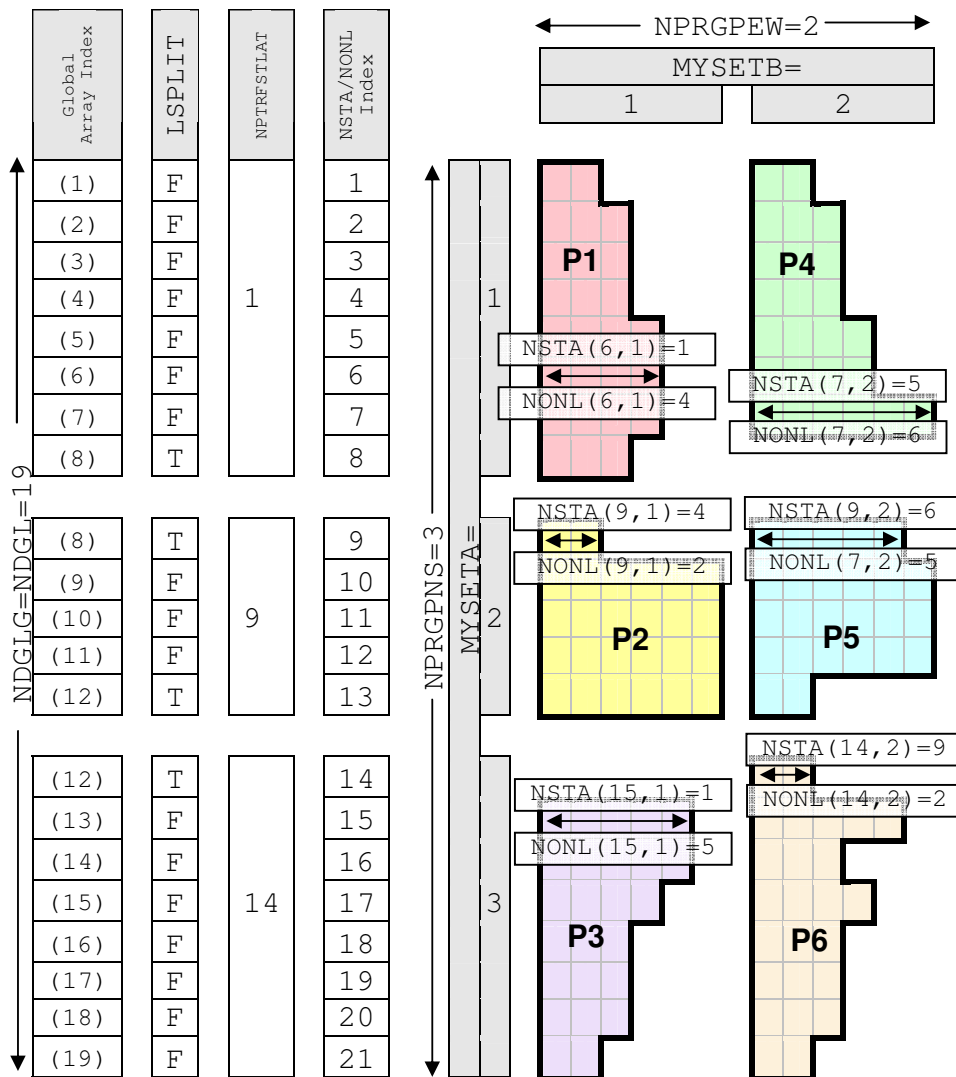 NPRGPEW=2
Global Array Index
LSPLIT
NPTRFSTLAT
NSTA/NONL Index
MYSETB=
1 2
NDGLG=NDGL=19
NPRGPNS=3
MYSETA=
(1) F 1
(2) F 2
(3) F 3
(4) F 1 4
(5) F 5
(6) F 6
(7) F 7
(8) T 8
1
P1
NSTA(6,1)=1
NONL(6,1)=4
P4
NSTA(7,2)=5
NONL(7,2)=6
(8) T 9
(9) F 10
(10) F 9 11
(11) F 12
(12) T 13
2
NSTA(9,1)=4
NONL(9,1)=2
P2
NSTA(9,2)=6
NONL(7,2)=5
P5
(12) T 14
(13) F 15
(14) F 16
(15) F 14 17
(16) F 18
(17) F 19
(18) F 20
(19) F 21
3
NSTA(15,1)=1
NONL(15,1)=5
P3
NSTA(14,2)=9
NONL(14,2)=2
P6